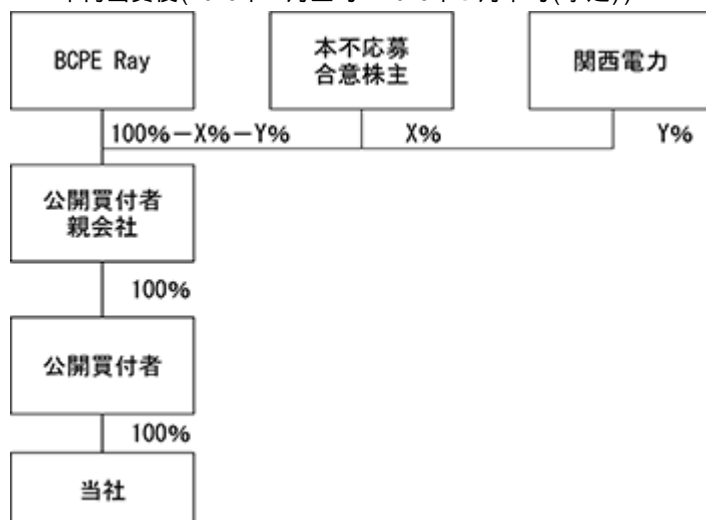 BCPE Ray
本不応募
合意株主
関西電力
100%－X%－Y%
X%
Y%
公開買付者
親会社
100%
公開買付者
100%
当社